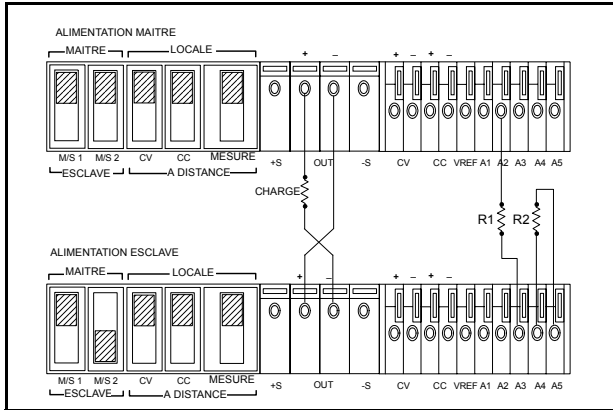 ALIMENTATION MAITRE
MAITRE LOCALE
+ – + – + –
M/S 1 M/S 2 CV CC MESURE +S OUT -S CV CC VREF A1 A2 A3 A4 A5
ESCLAVE A DISTANCE
CHARGE
R1 R2
ALIMENTATION ESCLAVE
MAITRE LOCALE
+ – + – + –
M/S 1 M/S 2 CV CC MESURE +S OUT -S CV CC VREF A1 A2 A3 A4 A5
ESCLAVE A DISTANCE